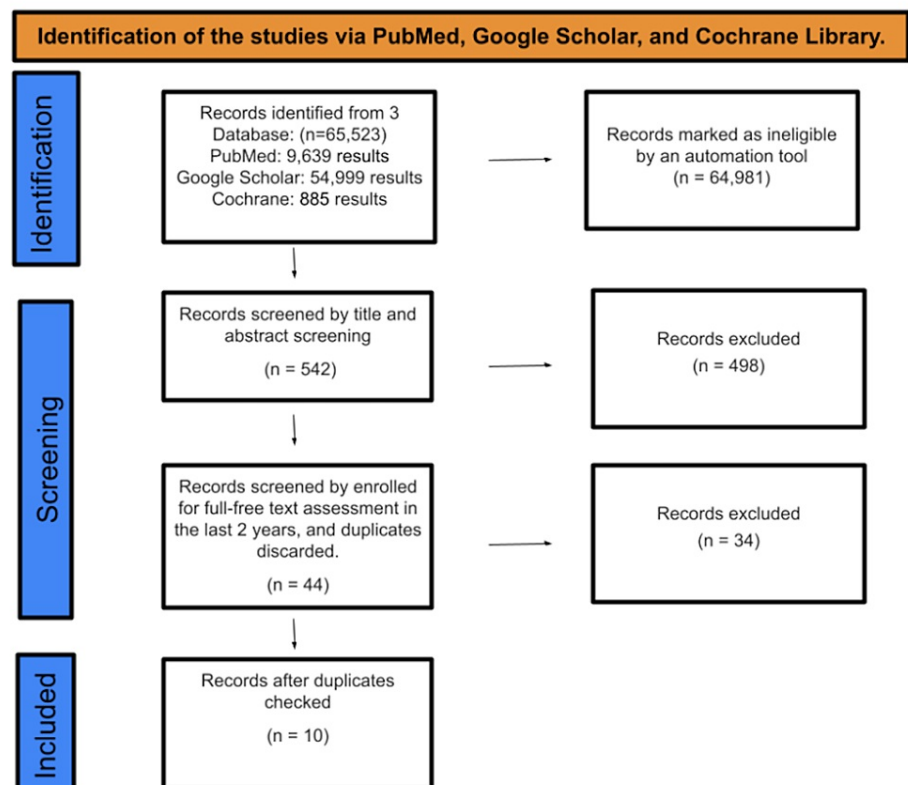 Identification of the studies via PubMed, Google Scholar, and Cochrane Library.
Identification
Records identified from 3
Database: (n=65,523)
PubMed: 9,639 results
Google Scholar: 54,999 results
Cochrane: 885 results
Records marked as ineligible
by an automation tool
(n = 64,981)
Screening
Records screened by title and
abstract screening
(n = 542)
Records excluded
(n = 498)
Records screened by enrolled
for full-free text assessment in
the last 2 years, and duplicates
discarded.
(n = 44)
Records excluded
(n = 34)
Included
Records after duplicates
checked
(n = 10)